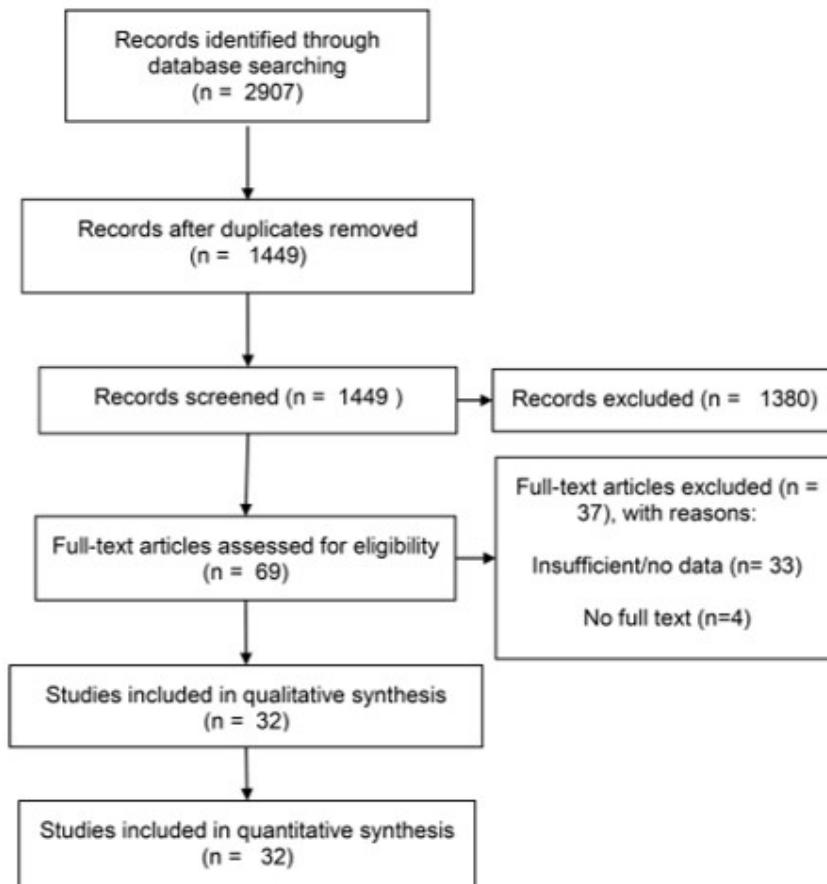 Records identified through
database searching
(n = 2907)
Records after duplicates removed
(n = 1449)
Records screened (n = 1449 )
Records excluded (n = 1380)
Full-text articles assessed for eligibility
(n = 69)
Full-text articles excluded (n =
37), with reasons:
Insufficient/no data (n= 33)
No full text (n=4)
Studies included in qualitative synthesis
(n = 32)
Studies included in quantitative synthesis
(n = 32)